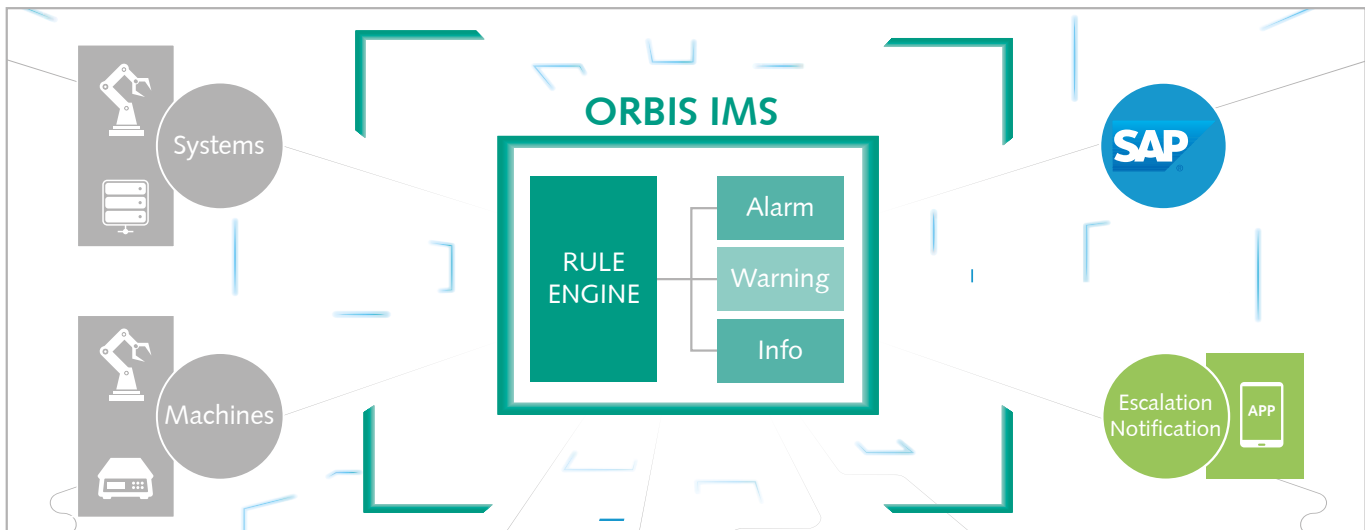 ORBIS IMS
Systems
SAP
RULE
ENGINE
Alarm
Warning
Info
Machines
Escalation
Notification
APP